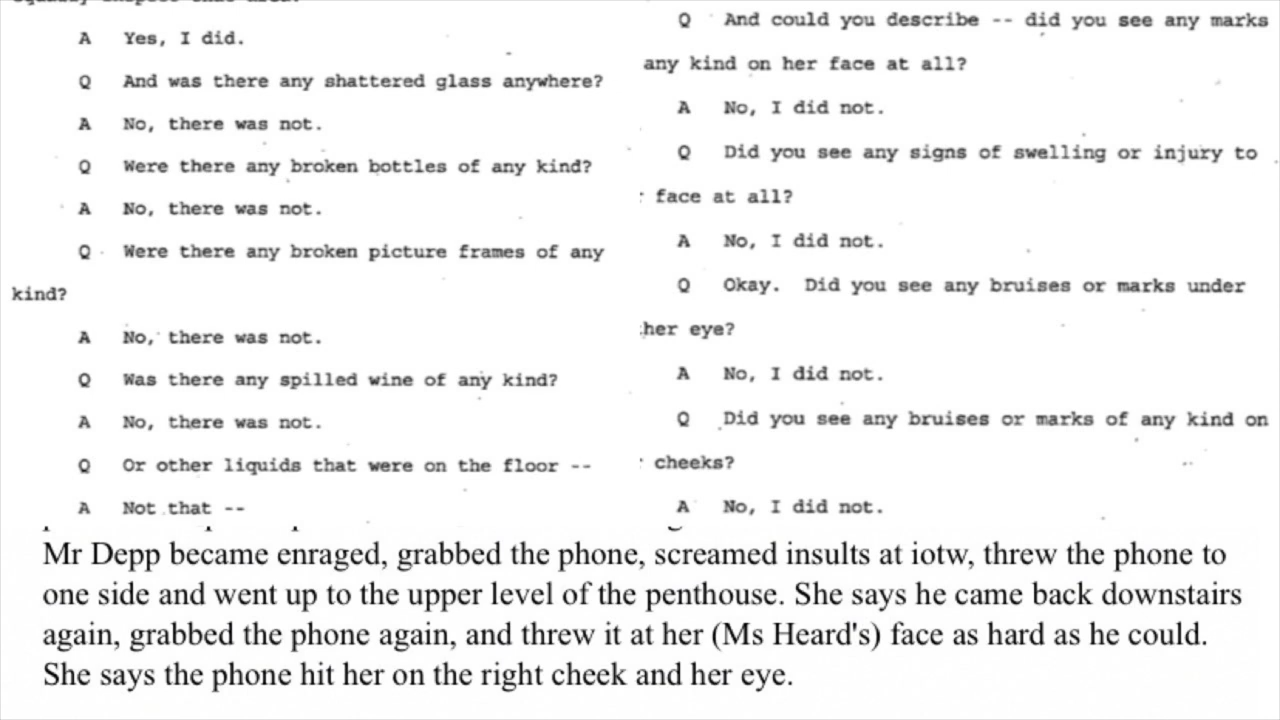 A Yes, I did.
Q And was there any shattered glass anywhere?
A No, there was not.
Q Were there any broken bottles of any kind?
A No, there was not.
Q Were there any broken picture frames of any
kind?
A No, there was not.
Q Was there any spilled wine of any kind?
A No, there was not.
Q Or other liquids that were on the floor --
A Not that --
Q And could you describe -- did you see any marks
any kind on her face at all?
A No, I did not.
Q Did you see any signs of swelling or injury to
face at all?
A No, I did not.
Q Okay. Did you see any bruises or marks under
her eye?
A No, I did not.
Q Did you see any bruises or marks of any kind on
cheeks?
A No, I did not.
Mr Depp became enraged, grabbed the phone, screamed insults at iotw, threw the phone to
one side and went up to the upper level of the penthouse. She says he came back downstairs
again, grabbed the phone again, and threw it at her (Ms Heard's) face as hard as he could.
She says the phone hit her on the right cheek and her eye.